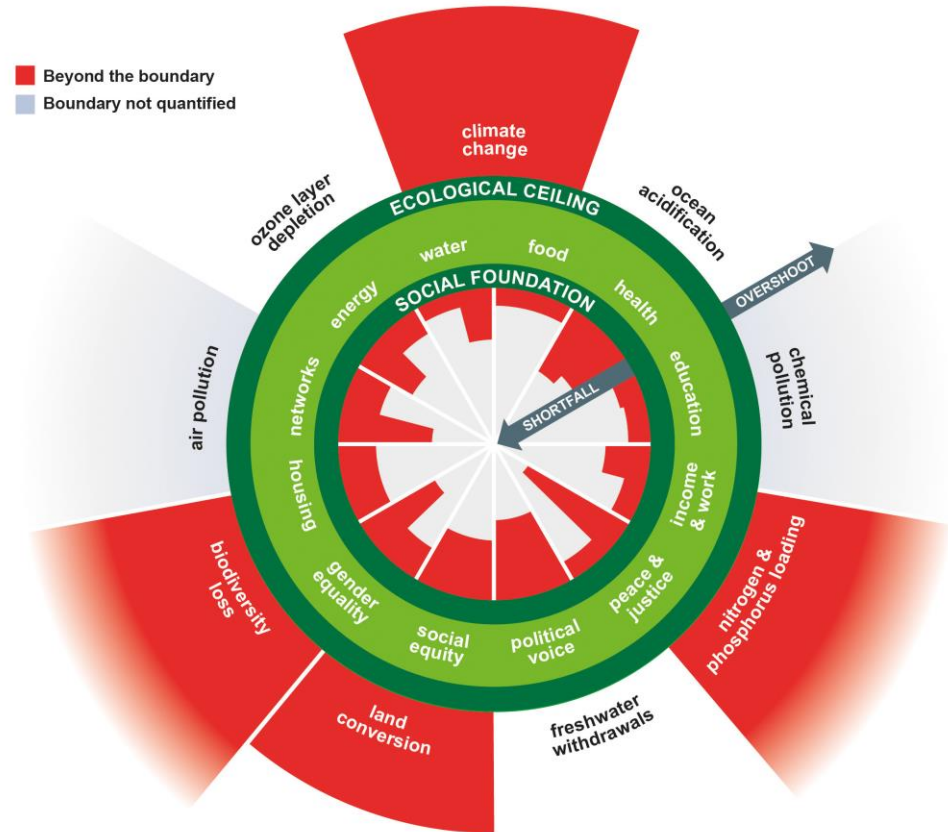 Beyond the boundary
Boundary not quantified
climate
change
ozone layer
depletion
ocean
acidification
ECOLOGICAL CEILING
water
food
energy
health
SOCIAL FOUNDATION
OVERSHOOT
networks
education
SHORTFALL
air pollution
chemical
pollution
housing
income
& work
biodiversity
loss
gender
equality
peace &
justice
nitrogen &
phosphorus loading
social
equity
political
voice
land
conversion
freshwater
withdrawals